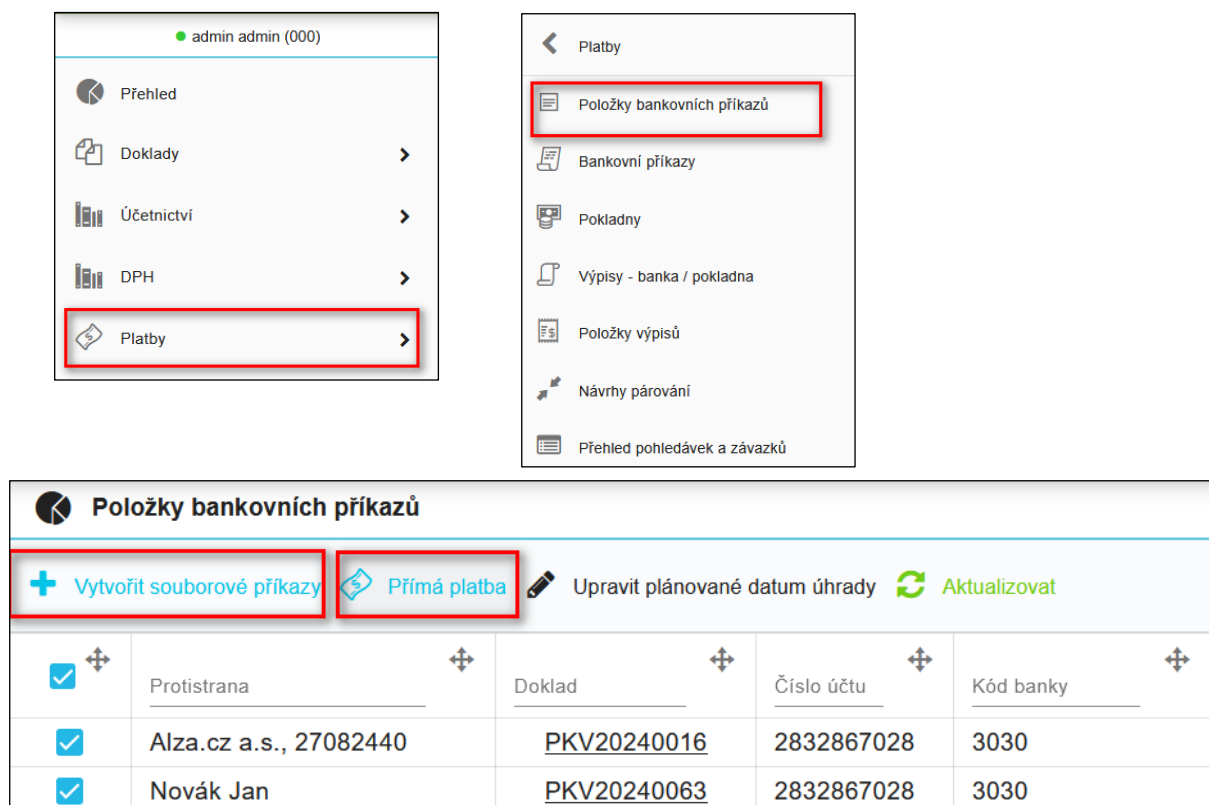 admin admin (000)
Přehled
Doklady
Účetnictví
DPH
Platby
Platby
Položky bankovních příkazů
Bankovní příkazy
Pokladny
Výpisy - banka / pokladna
Položky výpisů
Návrhy párování
Přehled pohledávek a závazků
Položky bankovních příkazů
Vytvořit souborové příkazy Přímá platba Upravit plánované datum úhrady Aktualizovat
Protistrana Doklad Číslo účtu Kód banky
Alza.cz a.s., 27082440 PKV20240016 2832867028 3030
Novák Jan PKV20240063 2832867028 3030